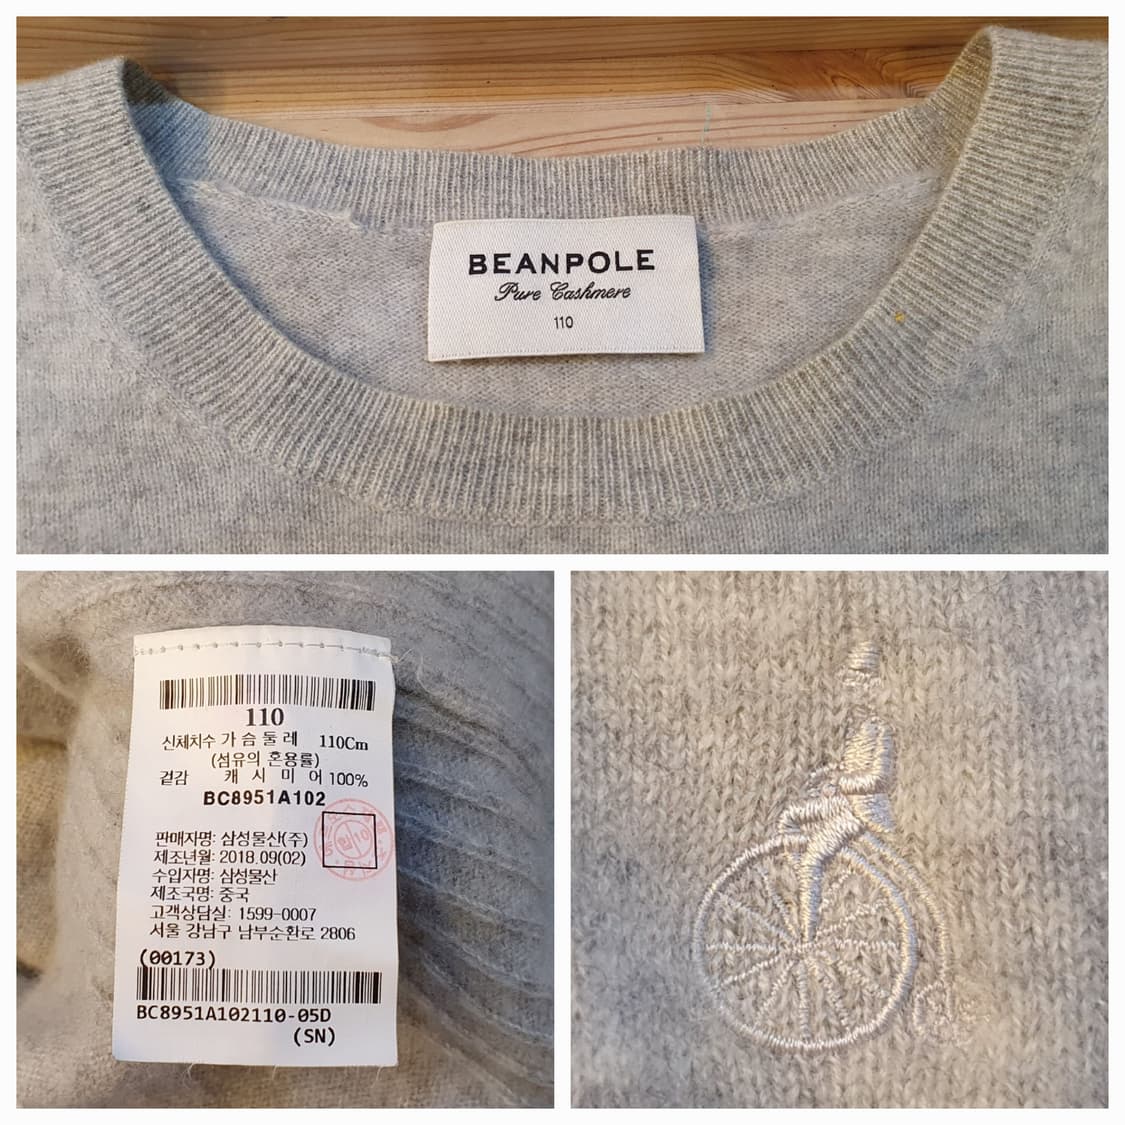 BEANPOLE
Pure Cashmere
110
110
신체치수 가 슴 둘 레 110Cm
(섬유의 혼용률)
겉감 캐 시 미 어 100%
BC8951A102
판매자명: 삼성물산(주)
제조년월: 2018.09(02)
수입자명: 삼성물산
제조국명: 중국
고객상담실: 1599-0007
서울 강남구 남부순환로 2806
(00173)
BC8951A102110-05D
(SN)